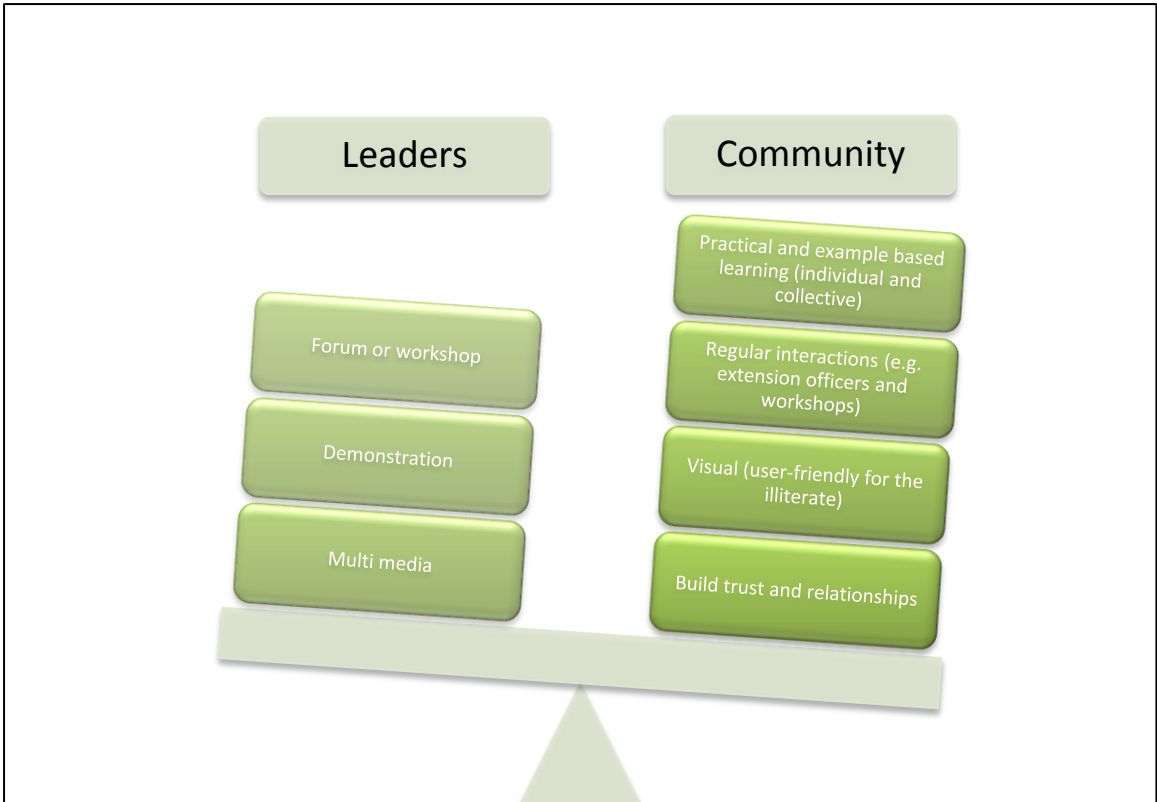 Leaders
Forum or workshop
Demonstration
Multi media
Community
Practical and example based
learning (individual and
collective)
Regular interactions (e.g.
extension officers and
workshops)
Visual (user-friendly for the
illiterate)
Build trust and relationships